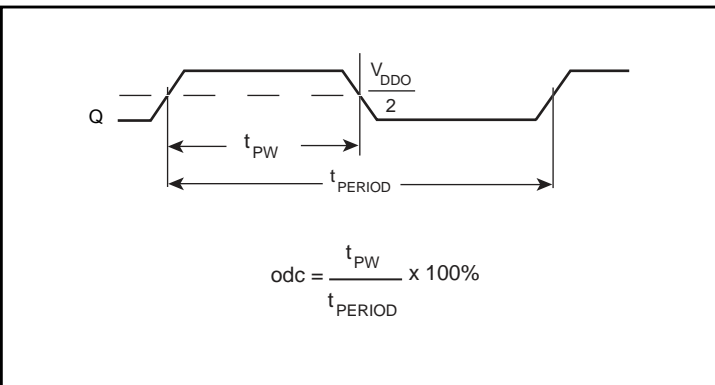 V_DDO
2
Q
t_PW
t_PERIOD
odc = t_PW / t_PERIOD x 100%